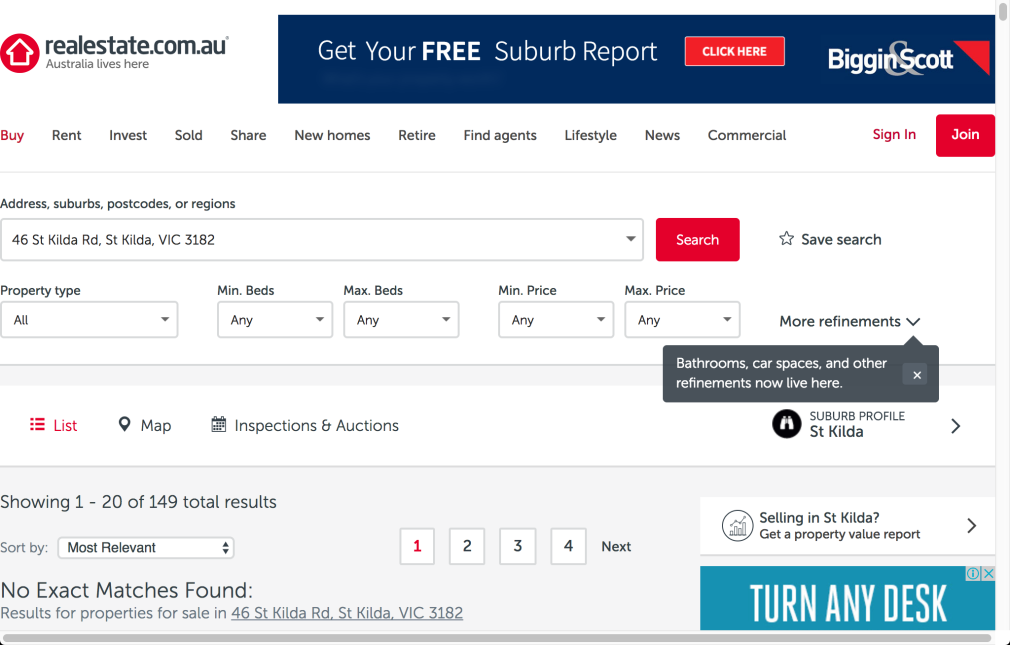 realestate.com.au
Australia lives here
Get Your FREE Suburb Report
CLICK HERE
Biggin & Scott
Buy Rent Invest Sold Share New homes Retire Find agents Lifestyle News Commercial Sign In Join
Address, suburbs, postcodes, or regions
46 St Kilda Rd, St Kilda, VIC 3182
Search
Save search
Property type Min. Beds Max. Beds Min. Price Max. Price
All Any Any Any Any More refinements
Bathrooms, car spaces, and other
refinements now live here.
List Map Inspections & Auctions
SUBURB PROFILE
St Kilda
Showing 1 - 20 of 149 total results
Selling in St Kilda?
Get a property value report
Sort by: Most Relevant
1 2 3 4 Next
No Exact Matches Found:
Results for properties for sale in 46 St Kilda Rd, St Kilda, VIC 3182
TURN ANY DESK